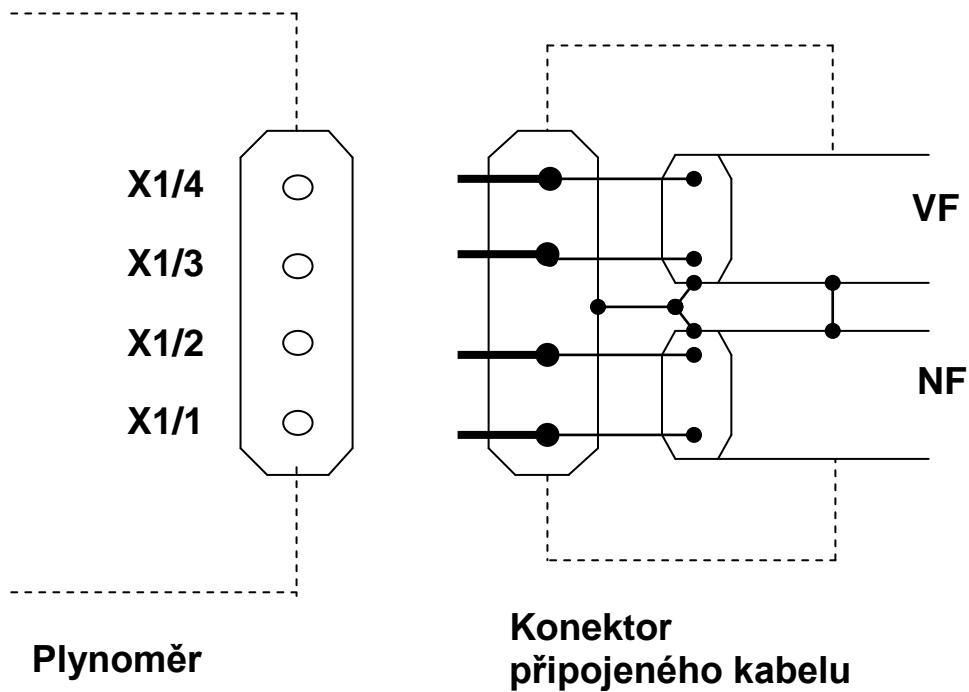 X1/4
X1/3
X1/2
X1/1
VF
NF
Plynoměr
Konektor
připojeného kabelu